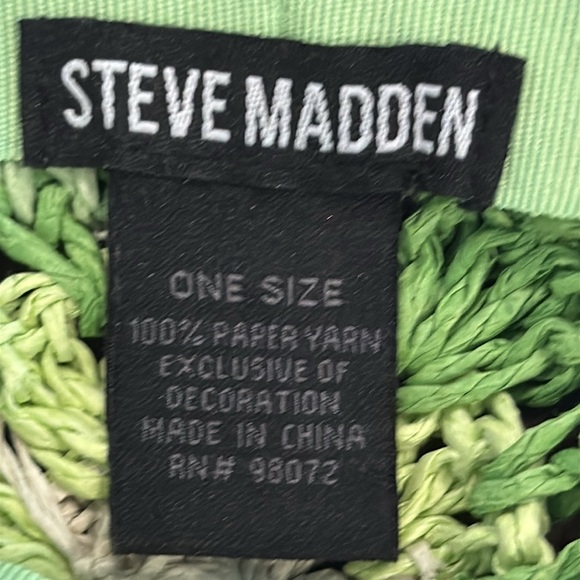 STEVE MADDEN
ONE SIZE
100% PAPER YARN
EXCLUSIVE OF
DECORATION
MADE IN CHINA
RN# 98072